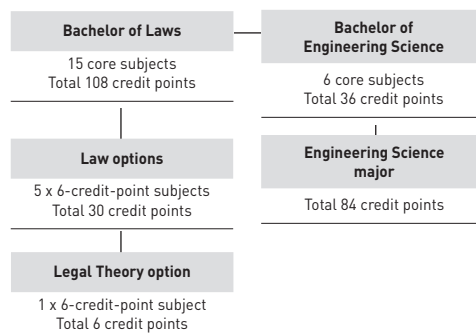 Bachelor of Laws
15 core subjects
Total 108 credit points
Law options
5 x 6-credit-point subjects
Total 30 credit points
Legal Theory option
1 x 6-credit-point subject
Total 6 credit points
Bachelor of
Engineering Science
6 core subjects
Total 36 credit points
Engineering Science
major
Total 84 credit points